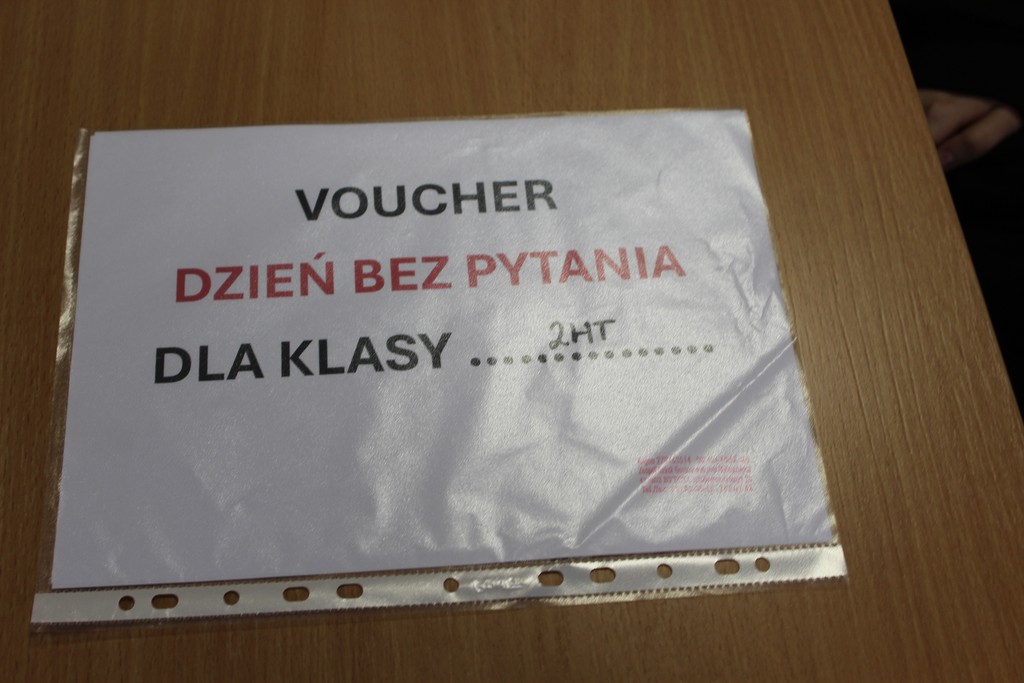 VOUCHER
DZIEŃ BEZ PYTANIA
DLA KLASY ..............
2HT